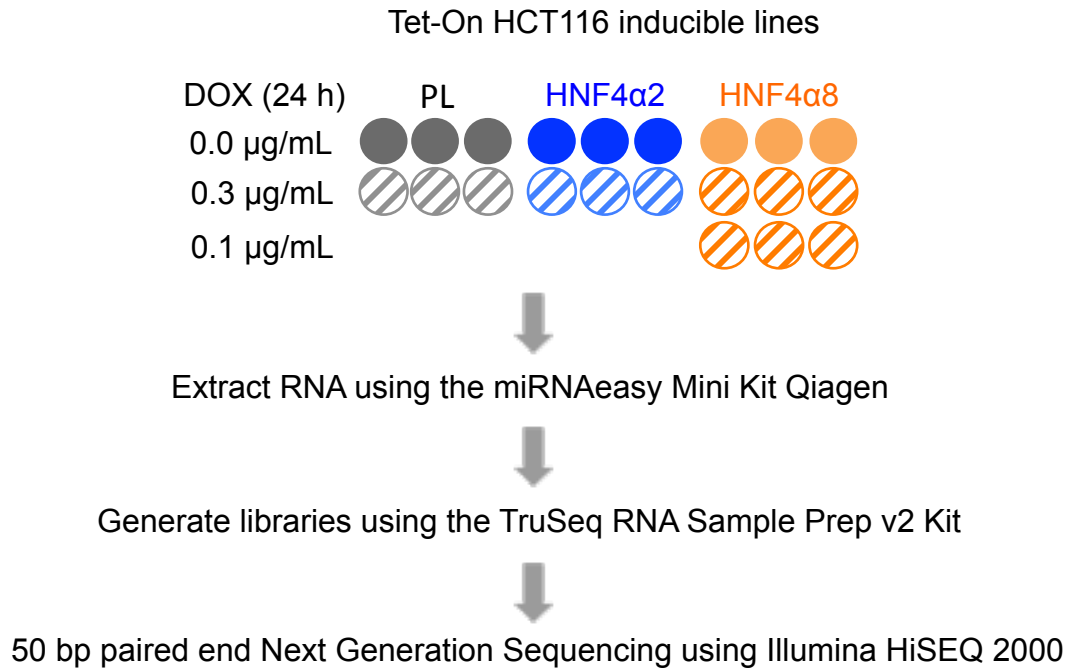 Tet-On HCT116 inducible lines
DOX (24 h) PL HNF4α2 HNF4α8
0.0 µg/mL
0.3 µg/mL
0.1 µg/mL
Extract RNA using the miRNAeasy Mini Kit Qiagen
Generate libraries using the TruSeq RNA Sample Prep v2 Kit
50 bp paired end Next Generation Sequencing using Illumina HiSEQ 2000